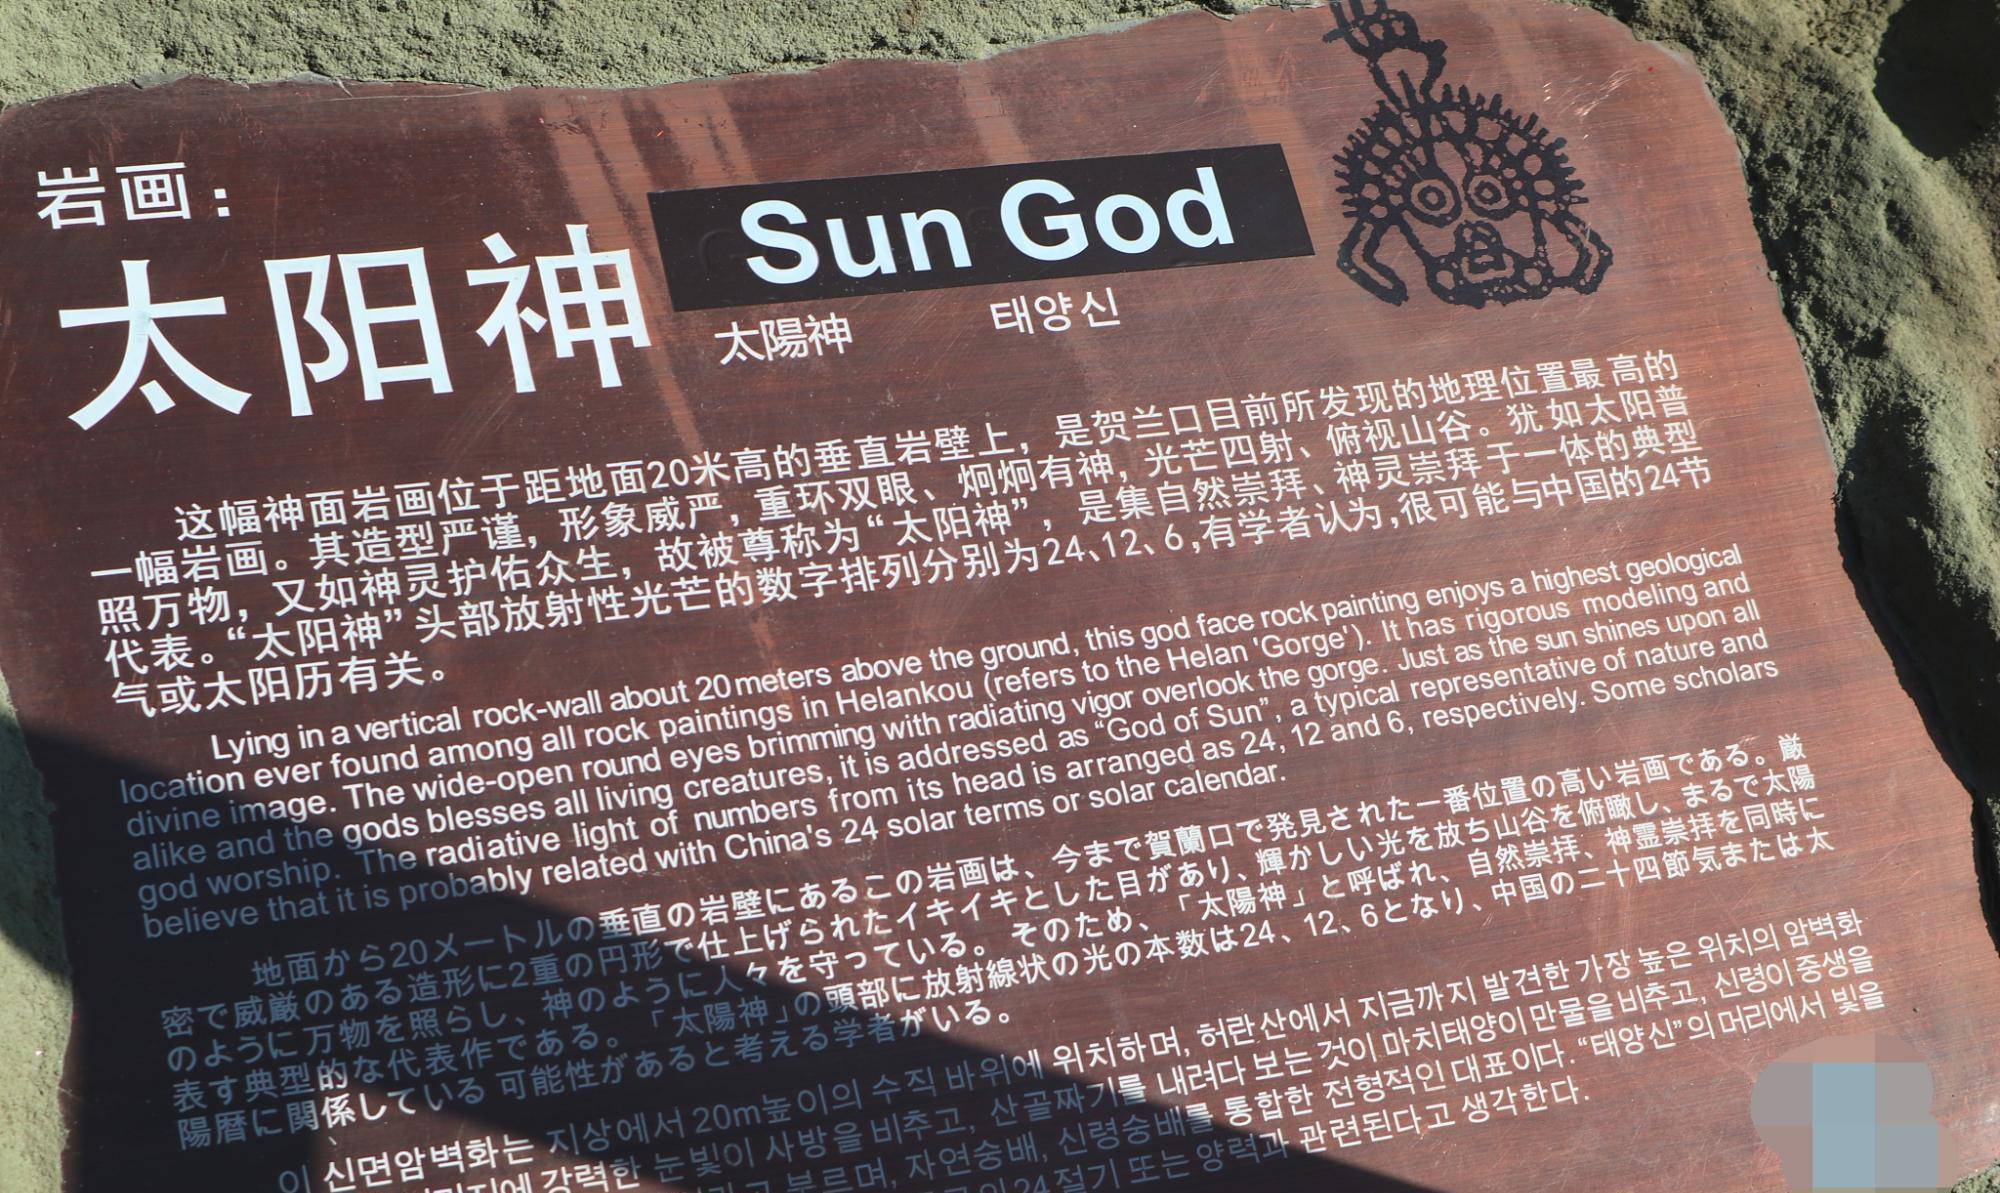 岩画：
太阳神
Sun God
太陽神
태양신
这幅神面岩画位于距地面20米高的垂直岩壁上，是贺兰口目前所发现的地理位置最高的
一幅岩画。其造型严谨，形象威严，重环双眼、炯炯有神，光芒四射、俯视山谷。犹如太阳普
照万物，又如神灵护佑众生，故被尊称为“太阳神”，是集自然崇拜、神灵崇拜于一体的典型
代表。“太阳神”头部放射性光芒的数字排列分别为24、12、6，有学者认为，很可能与中国的24节
气或太阳历有关。
Lying in a vertical rock-wall about 20 meters above the ground, this god face rock painting enjoys a highest geological
location ever found among all rock paintings in Helankou (refers to the Helan 'Gorge'). It has rigorous modeling and
divine image. The wide-open round eyes brimming with radiating vigor overlook the gorge. Just as the sun shines upon all
alike and the gods blesses all living creatures, it is addressed as “God of Sun”, a typical representative of nature and
god worship. The radiative light of numbers from its head is arranged as 24, 12 and 6, respectively. Some scholars
believe that it is probably related with China's 24 solar terms or solar calendar.
地面から20メートルの垂直の岩壁にあるこの岩画は、今まで賀蘭口で発見された一番位置の高い岩画である。厳
密で威厳のある造形に2重の円形で仕上げられたイキイキとした目があり、輝かしい光を放ち山谷を俯瞰し、まるで太陽
のように万物を照らし、神のように人々を守っている。そのため、「太陽神」と呼ばれ、自然崇拝、神霊崇拝を同時に
表す典型的な代表作である。「太陽神」の頭部に放射線状の光の本数は24、12、6となり、中国の二十四節気または太
陽暦に関係している可能性があると考える学者がいる。
이 신면암벽화는 지상에서 20m높이의 수직 바위에 위치하며, 허란산에서 지금까지 발견한 가장 높은 위치의 암벽화
강력한 눈빛이 사방을 비추고, 산골짜기를 내려다 보는 것이 마치태양이만물을 비추고, 신령이 중생을
부르며, 자연숭배, 신령숭배를 통합한 전형적인 대표이다. “태양신”의 머리에서 빛을
24절기 또는 양력과 관련된다고 생각한다.